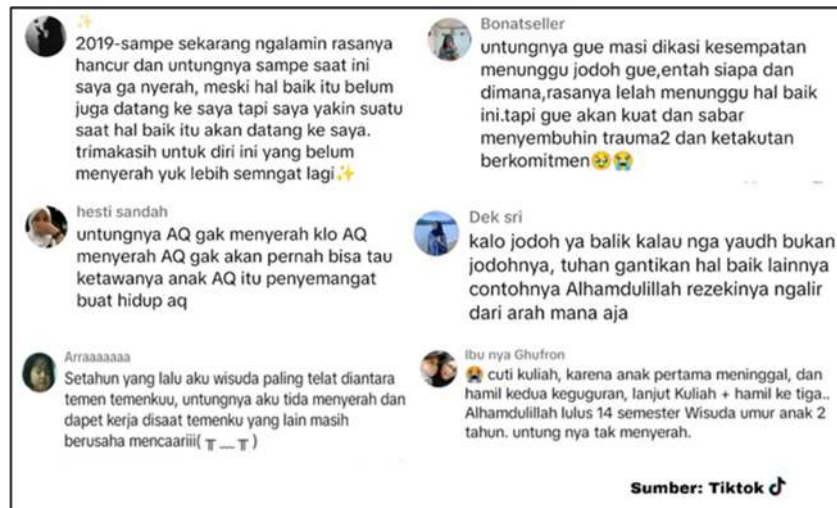 ✨
2019-sampe sekarang ngalamin rasanya
hancur dan untungnya sampe saat ini
saya ga nyerah, meski hal baik itu belum
juga datang ke saya tapi saya yakin suatu
saat hal baik itu akan datang ke saya.
trimakasih untuk diri ini yang belum
menyerah yuk lebih semngat lagi✨
Bonatseller
untungnya gue masi dikasi kesempatan
menunggu jodoh gue,entah siapa dan
dimana,rasanya lelah menunggu hal baik
ini.tapi gue akan kuat dan sabar
menyembuhin trauma2 dan ketakutan
berkomitmen🥹😭
hesti sandah
untungnya AQ gak menyerah klo AQ
menyerah AQ gak akan pernah bisa tau
ketawanya anak AQ itu penyemangat
buat hidup aq
Dek sri
kalo jodoh ya balik kalau nga yaudh bukan
jodohnya, tuhan gantikan hal baik lainnya
contohnya Alhamdulillah rezekinya ngalir
dari arah mana aja
Arraaaaaaa
Setahun yang lalu aku wisuda paling telat diantara
temen temenkuu, untungnya aku tida menyerah dan
dapet kerja disaat temenku yang lain masih
berusaha mencaariiii(╥﹏╥)
Ibu nya Ghufron
😭 cuti kuliah, karena anak pertama meninggal, dan
hamil kedua keguguran, lanjut Kuliah + hamil ke tiga..
Alhamdulillah lulus 14 semester Wisuda umur anak 2
tahun. untung nya tak menyerah.
Sumber: Tiktok